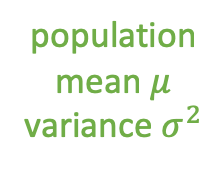 population
mean μ
variance σ²